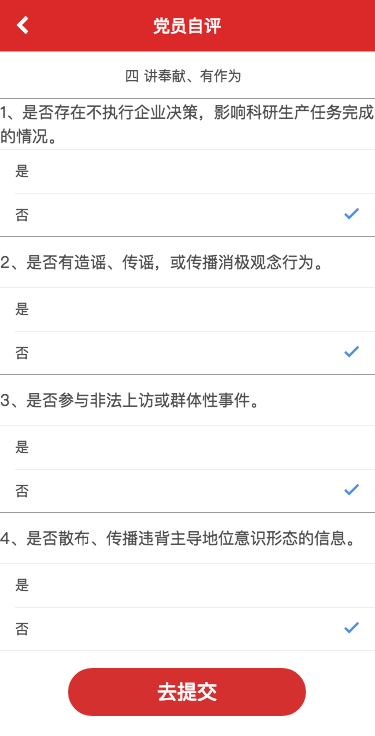 党员自评
四 讲奉献、有作为
1、是否存在不执行企业决策，影响科研生产任务完成
的情况。
是
否
2、是否有造谣、传谣，或传播消极观念行为。
是
否
3、是否参与非法上访或群体性事件。
是
否
4、是否散布、传播违背主导地位意识形态的信息。
是
否
去提交